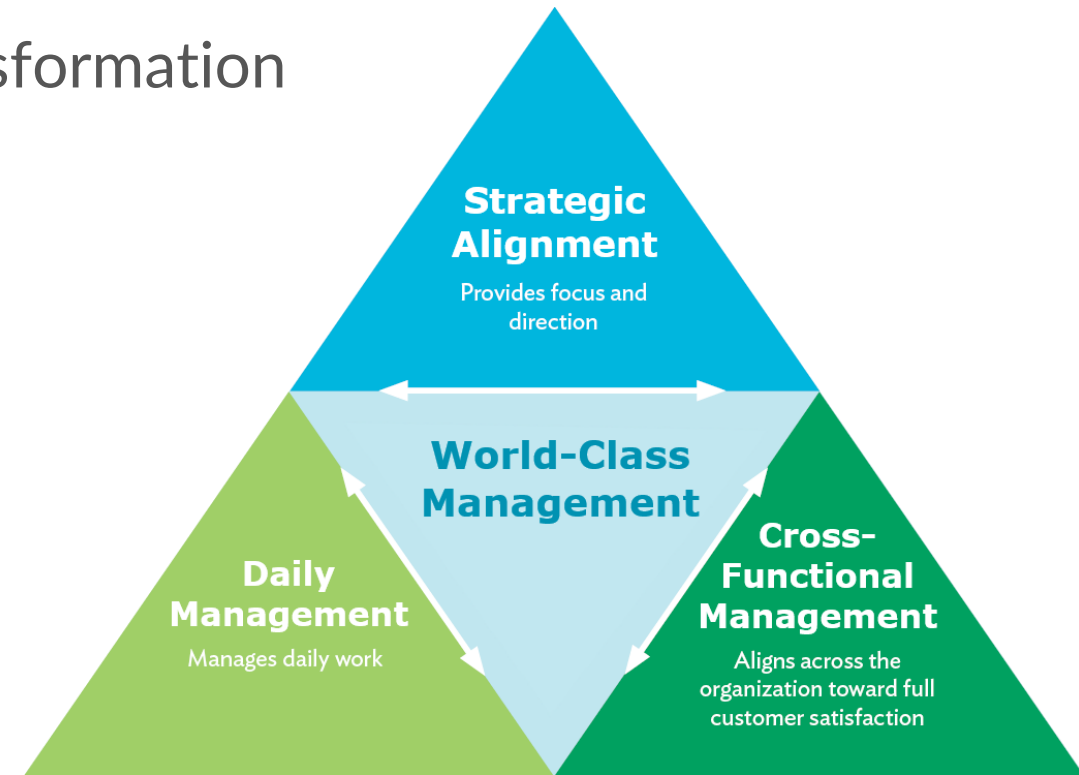 sformation
Strategic
Alignment
Provides focus and
direction
World-Class
Management
Daily
Management
Manages daily work
Cross-
Functional
Management
Aligns across the
organization toward full
customer satisfaction